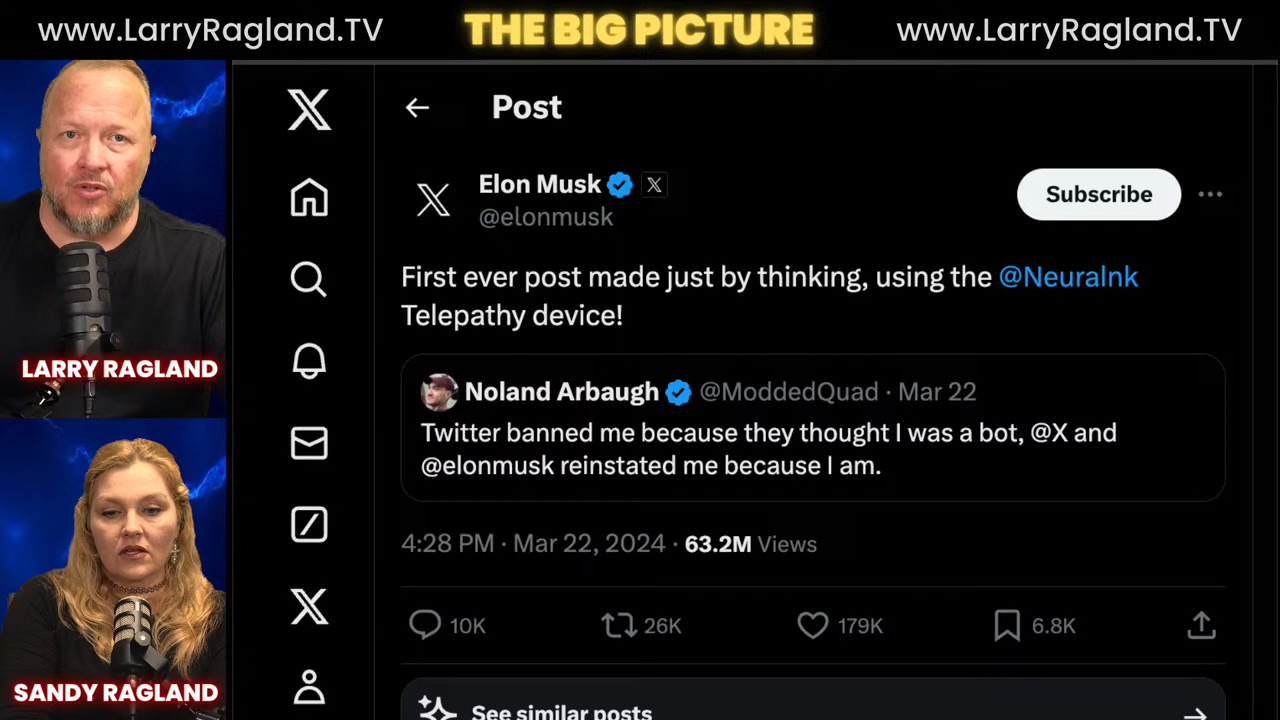 www.LarryRagland.TV
THE BIG PICTURE
www.LarryRagland.TV
Post
Elon Musk
@elonmusk
Subscribe
First ever post made just by thinking, using the @Neuralnk
Telepathy device!
Noland Arbaugh @ModdedQuad · Mar 22
Twitter banned me because they thought I was a bot, @X and
@elonmusk reinstated me because I am.
4:28 PM · Mar 22, 2024 · 63.2M Views
10K 26K 179K 6.8K
See similar posts
LARRY RAGLAND
SANDY RAGLAND